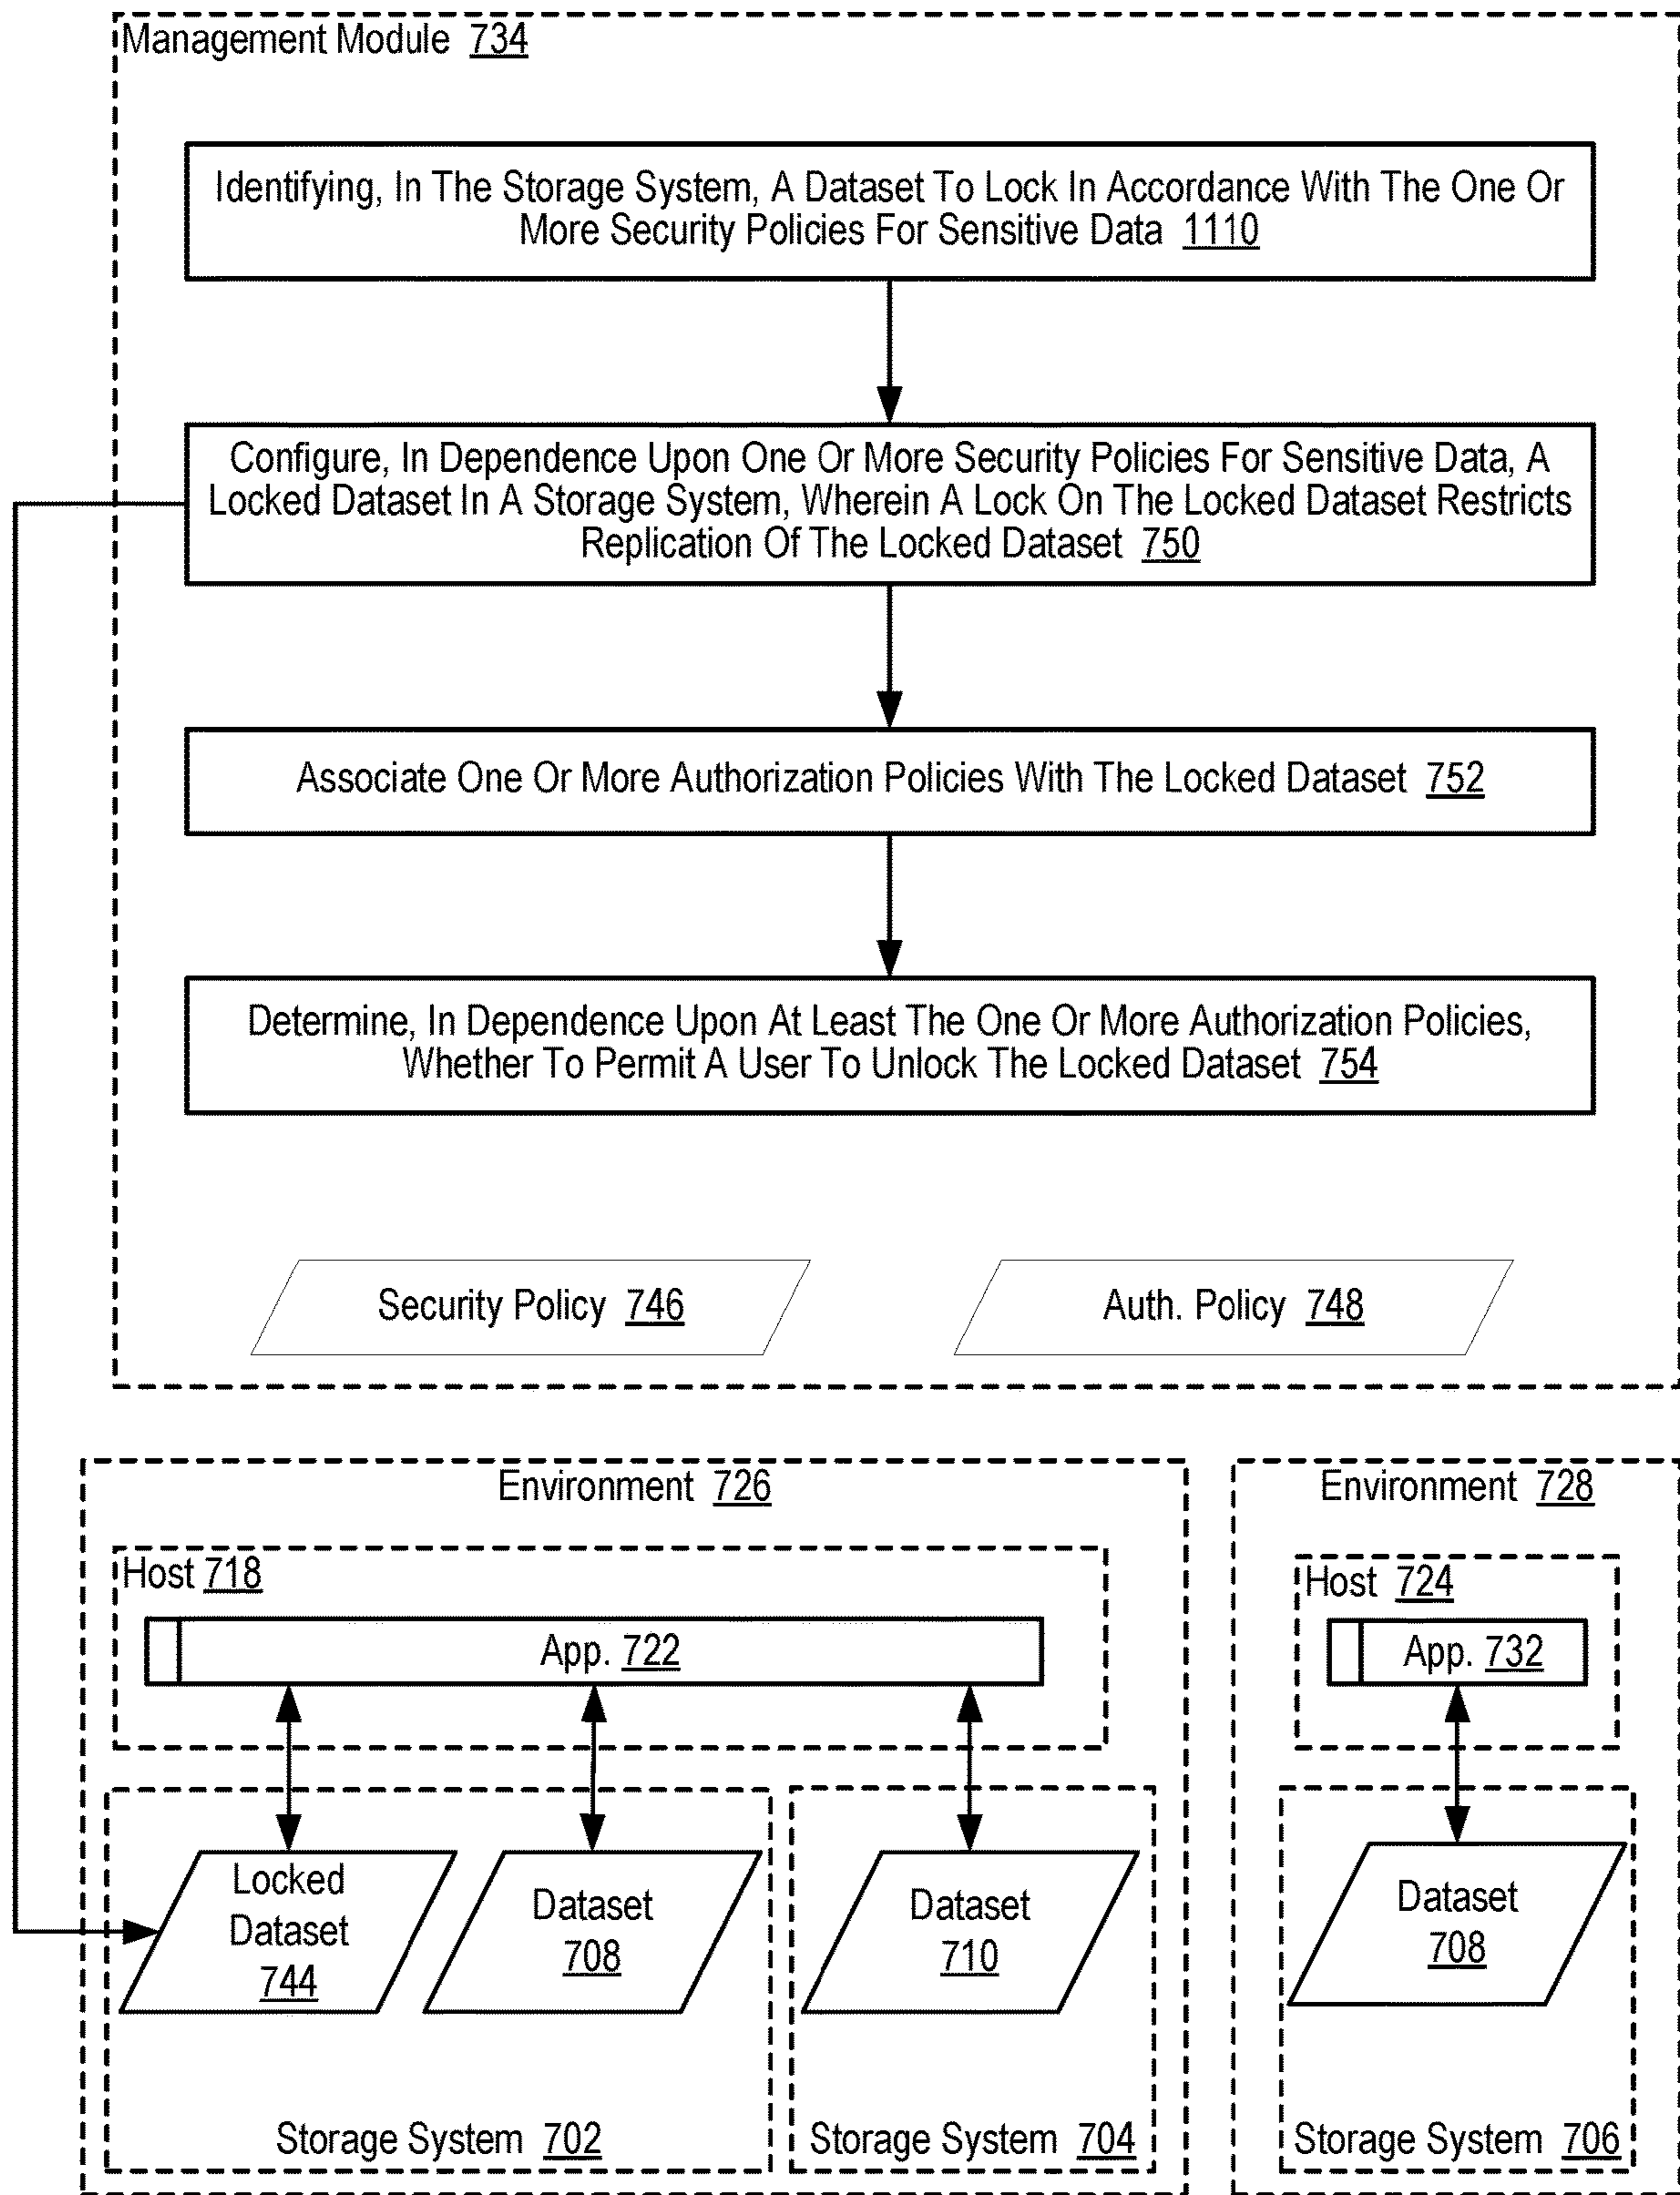 Management Module 734
Identifying, In The Storage System, A Dataset To Lock In Accordance With The One Or
More Security Policies For Sensitive Data 1110
Configure, In Dependence Upon One Or More Security Policies For Sensitive Data, A
Locked Dataset In A Storage System, Wherein A Lock On The Locked Dataset Restricts
Replication Of The Locked Dataset 750
Associate One Or More Authorization Policies With The Locked Dataset 752
Determine, In Dependence Upon At Least The One Or More Authorization Policies,
Whether To Permit A User To Unlock The Locked Dataset 754
Security Policy 746
Auth. Policy 748
Environment 726
Host 718
App. 722
Locked
Dataset
744
Dataset
708
Storage System 702
Dataset
710
Storage System 704
Environment 728
Host 724
App. 732
Dataset
708
Storage System 706